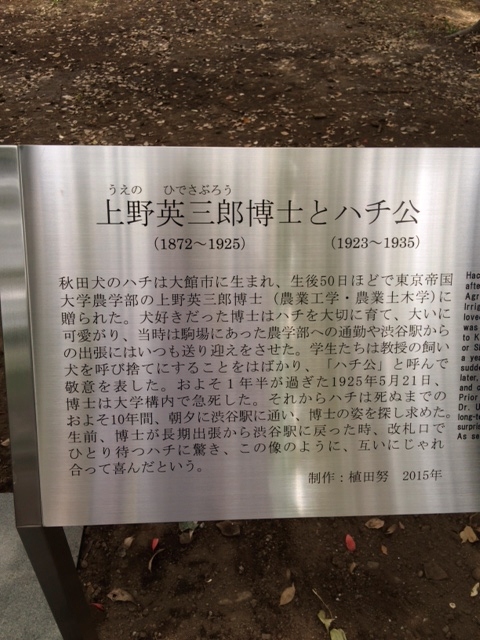 うえの ひでさぶろう
上野英三郎博士とハチ公
(1872〜1925) (1923〜1935)
秋田犬のハチは大館市に生まれ、生後50日ほどで東京帝国
大学農学部の上野英三郎博士（農業工学・農業土木学）に
贈られた。犬好きだった博士はハチを大切に育て、大いに
可愛がり、当時は駒場にあった農学部への通勤や渋谷駅から
の出張にはいつも送り迎えをさせた。学生たちは教授の飼い
犬を呼び捨てにすることをはばかり、「ハチ公」と呼んで
敬意を表した。およそ１年半が過ぎた1925年5月21日、
博士は大学構内で急死した。それからハチは死ぬまでの
およそ10年間、朝夕に渋谷駅に通い、博士の姿を探し求めた。
生前、博士が長期出張から渋谷駅に戻った時、改札口で
ひとり待つハチに驚き、この像のように、互いにじゃれ
合って喜んだという。
制作：植田努 2015年
Hac
after
Agr
Irrig
love
to K
or S
a ye
sudde
later,
and c
Prior
Dr. U
long-te
surpris
As se